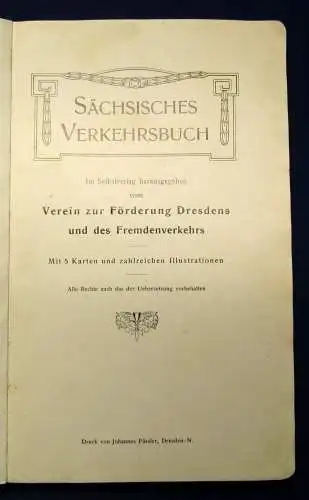 SÄCHSISCHES
VERKEHRSBUCH
Im Selbstverlag herausgegeben
vom
Verein zur Förderung Dresdens
und des Fremdenverkehrs
Mit 5 Karten und zahlreichen Illustrationen
Alle Rechte auch das der Uebersetzung vorbehalten
Druck von Johannes Päßler, Dresden-N.